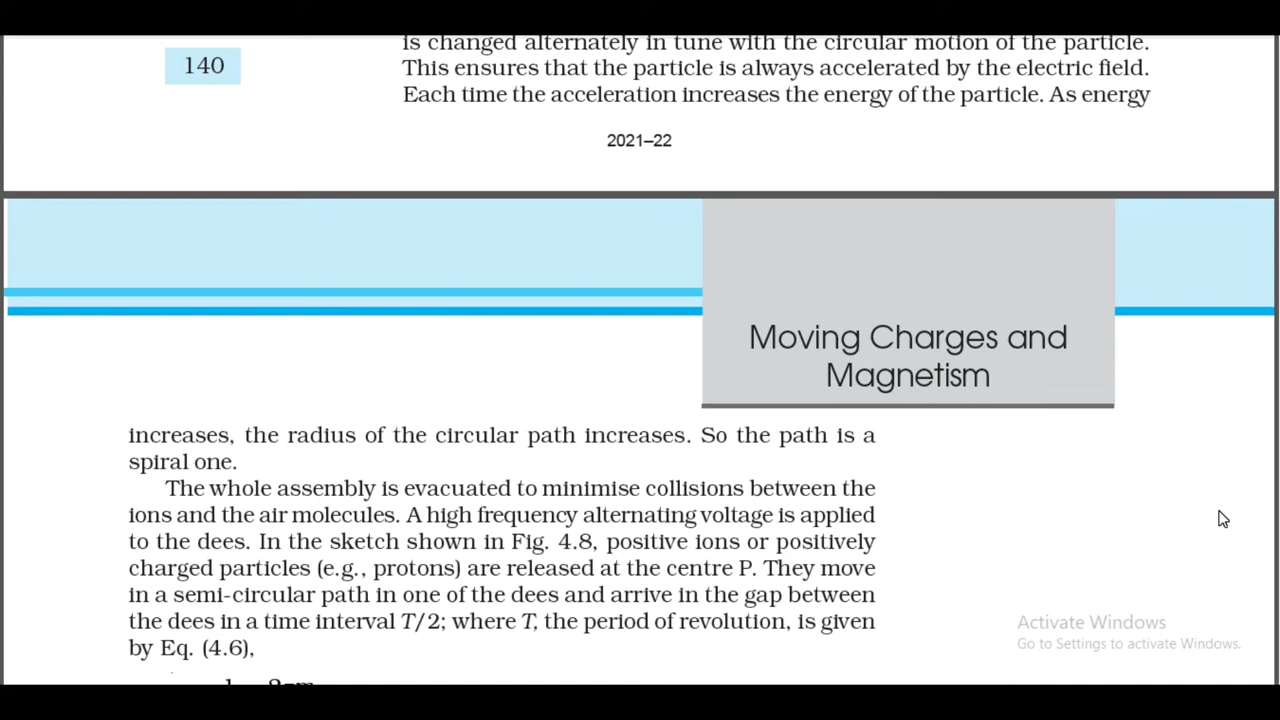 is changed alternately in tune with the circular motion of the particle.
140
This ensures that the particle is always accelerated by the electric field.
Each time the acceleration increases the energy of the particle. As energy
2021–22
Moving Charges and
Magnetism
increases, the radius of the circular path increases. So the path is a
spiral one.
The whole assembly is evacuated to minimise collisions between the
ions and the air molecules. A high frequency alternating voltage is applied
to the dees. In the sketch shown in Fig. 4.8, positive ions or positively
charged particles (e.g., protons) are released at the centre P. They move
in a semi-circular path in one of the dees and arrive in the gap between
the dees in a time interval T/2; where T, the period of revolution, is given
by Eq. (4.6),
Activate Windows
Go to Settings to activate Windows.